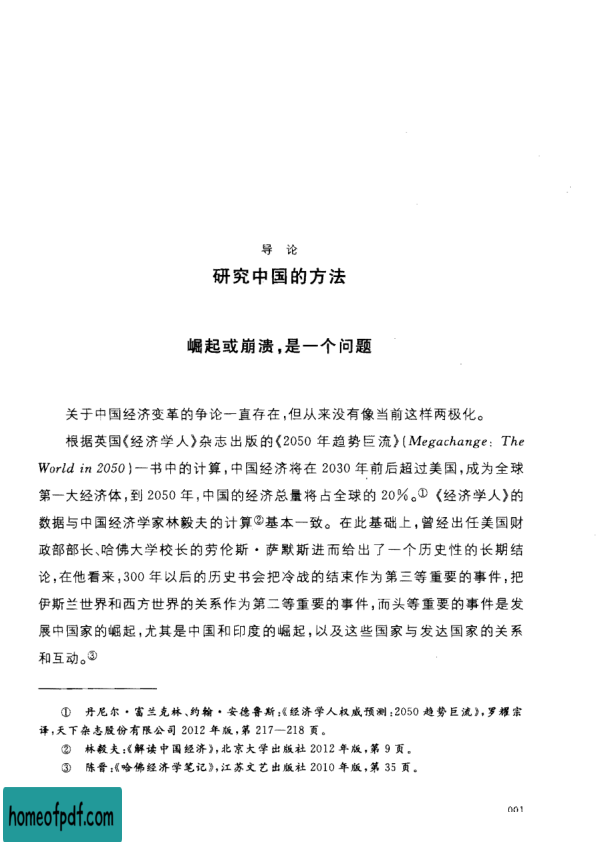 导 论
研究中国的方法
崛起或崩溃,是一个问题
关于中国经济变革的争论一直存在,但从来没有像当前这样两极化。
根据英国《经济学人》杂志出版的《2050 年趋势巨流》(Megachange: The
World in 2050)一书中的计算,中国经济将在 2030 年前后超过美国,成为全球
第一大经济体,到 2050 年,中国的经济总量将占全球的 20%。① 《经济学人》的
数据与中国经济学家林毅夫的计算②基本一致。在此基础上,曾经出任美国财
政部部长、哈佛大学校长的劳伦斯·萨默斯进而给出了一个历史性的长期结
论,在他看来,300 年以后的历史书会把冷战的结束作为第三等重要的事件,把
伊斯兰世界和西方世界的关系作为第二等重要的事件,而头等重要的事件是发
展中国家的崛起,尤其是中国和印度的崛起,以及这些国家与发达国家的关系
和互动。③
① 丹尼尔·富兰克林、约翰·安德鲁斯:《经济学人权威预测:2050 趋势巨流》,罗耀宗
译,天下杂志股份有限公司 2012 年版,第 217—218 页。
② 林毅夫:《解读中国经济》,北京大学出版社 2012 年版,第 9 页。
③ 陈晋:《哈佛经济学笔记》,江苏文艺出版社 2010 年版,第 35 页。
001
homeofpdf.com